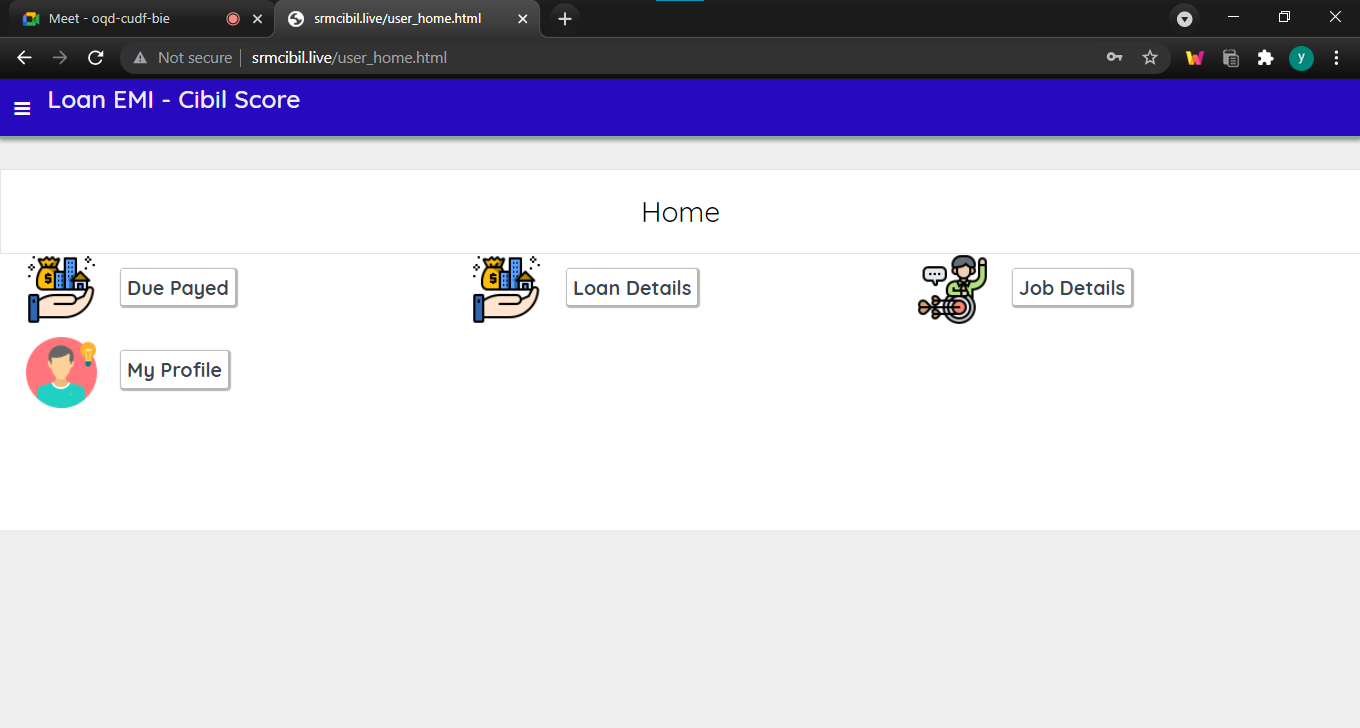 Meet - oqd-cudf-bie
srmcibil.live/user_home.html
Not secure
srmcibil.live/user_home.html
y
Loan EMI - Cibil Score
Home
Due Payed
Loan Details
Job Details
My Profile